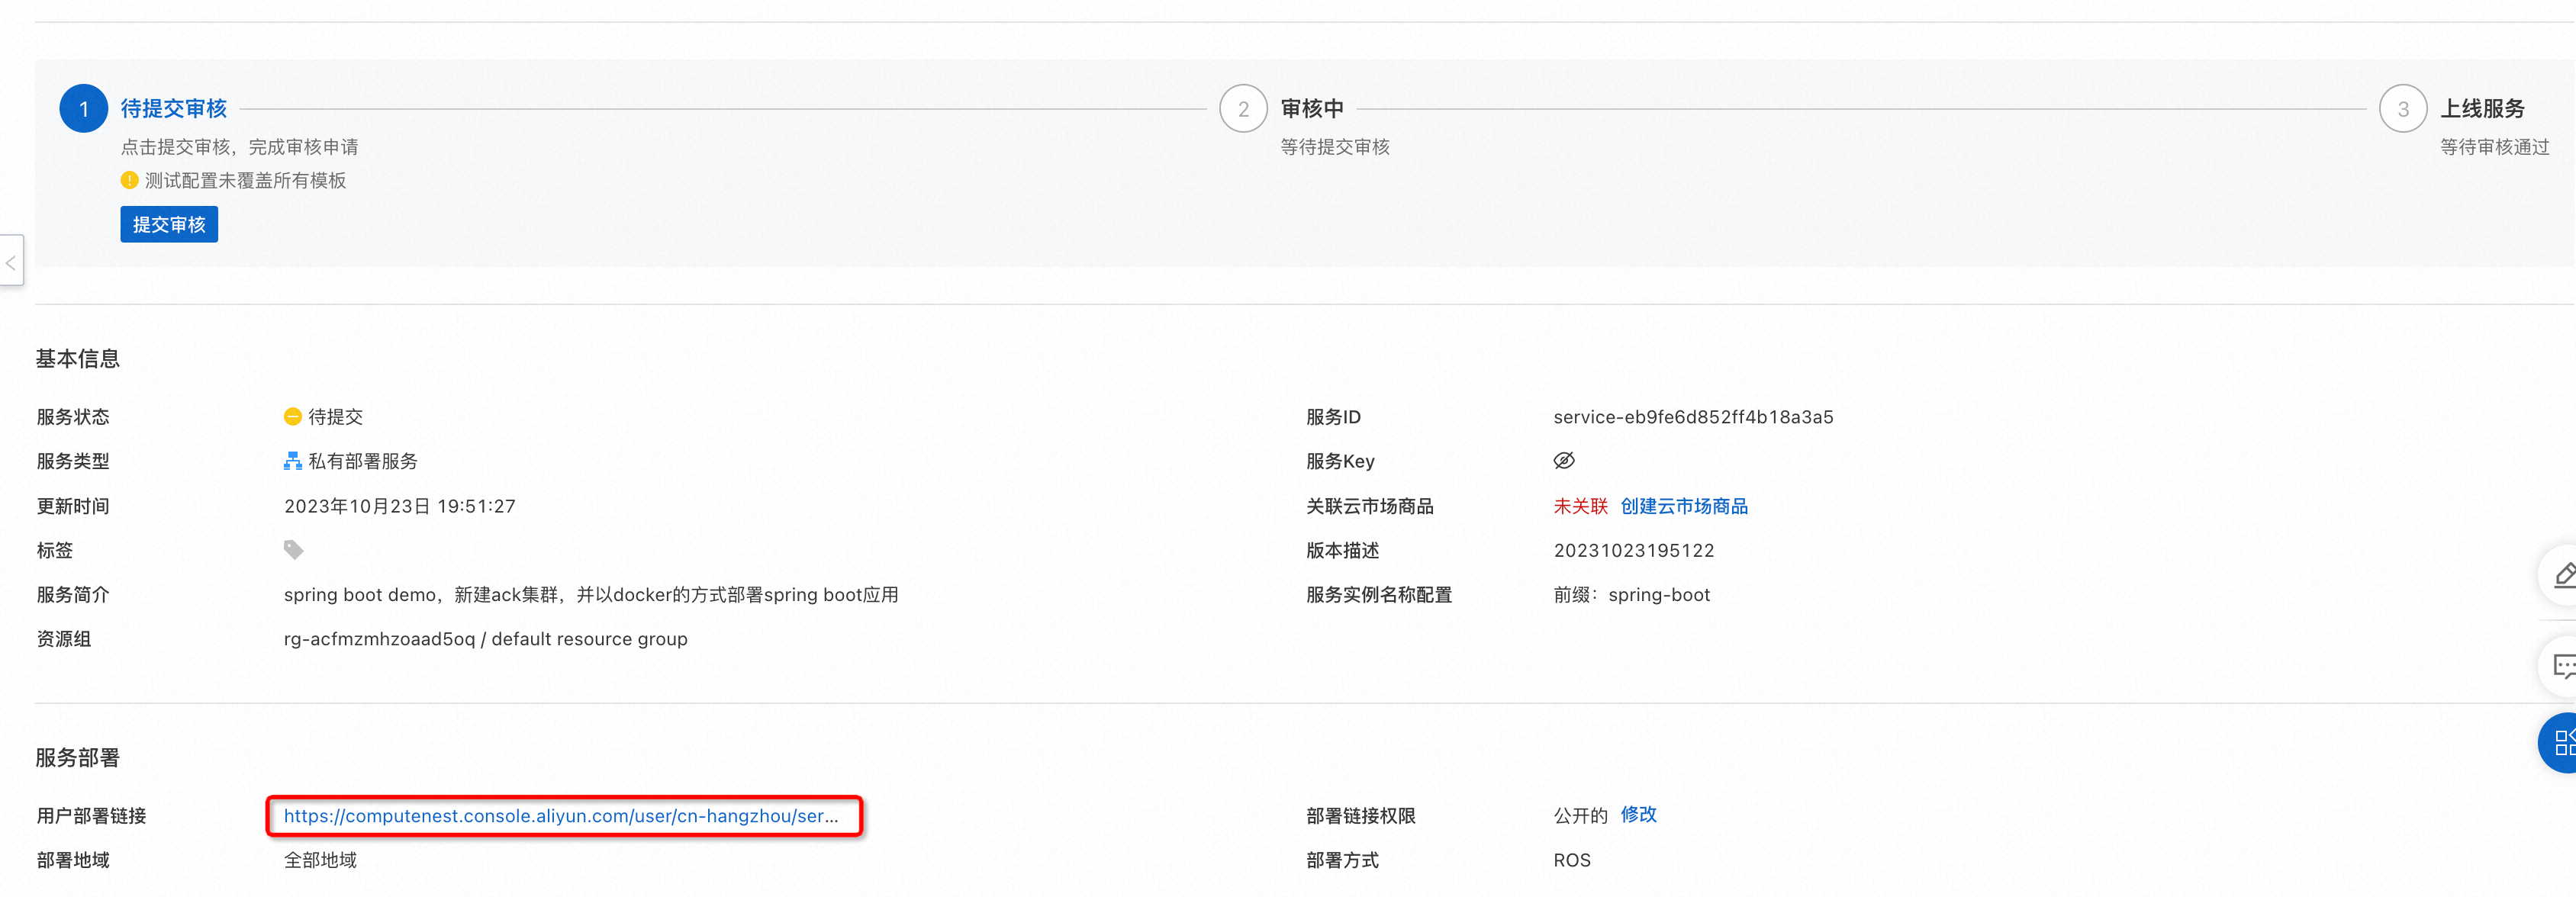 1 待提交审核
点击提交审核，完成审核申请
! 测试配置未覆盖所有模板
提交审核
2 审核中
等待提交审核
3 上线服务
等待审核通过
基本信息
服务状态 待提交
服务ID service-eb9fe6d852ff4b18a3a5
服务类型 私有部署服务
服务Key
更新时间 2023年10月23日 19:51:27
关联云市场商品 未关联 创建云市场商品
标签
版本描述 20231023195122
服务简介 spring boot demo，新建ack集群，并以docker的方式部署spring boot应用
服务实例名称配置 前缀：spring-boot
资源组 rg-acfmzmhzoaad5oq / default resource group
服务部署
用户部署链接 https://computenest.console.aliyun.com/user/cn-hangzhou/ser...
部署链接权限 公开的 修改
部署地域 全部地域
部署方式 ROS